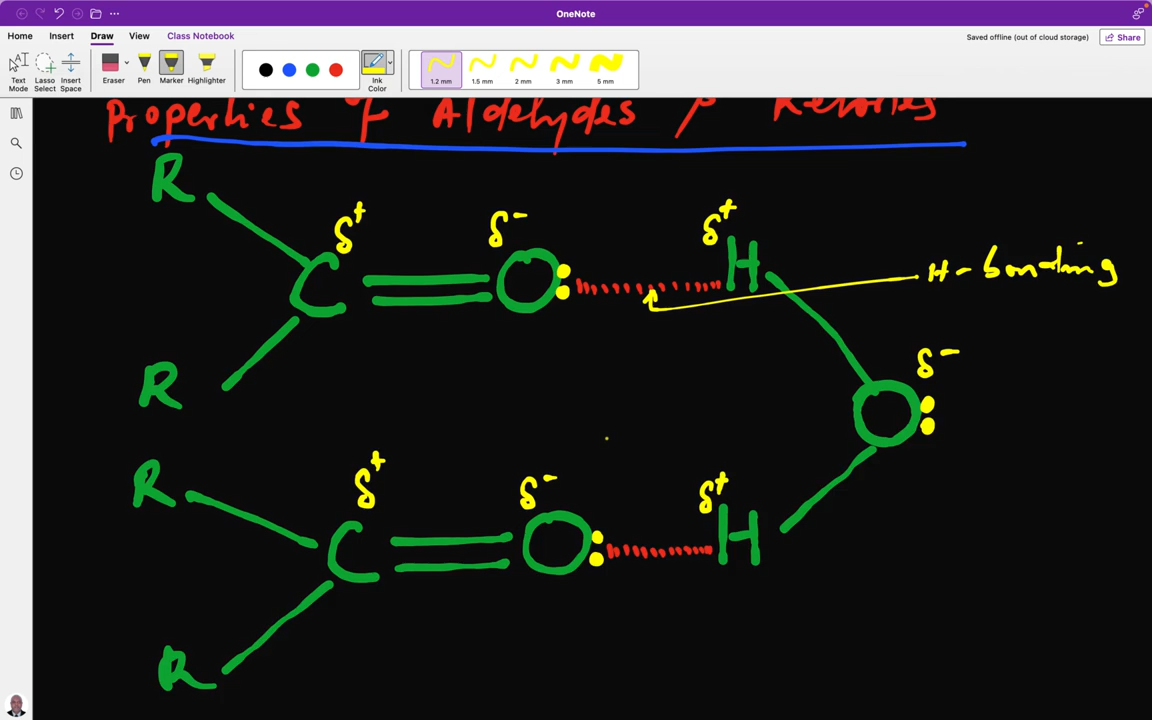 OneNote
Home Insert Draw View Class Notebook
Saved offline (out of cloud storage) Share
Text Mode Lasso Select Insert Space Eraser Pen Marker Highlighter Ink Color 1.2 mm 1.5 mm 2 mm 3 mm 5 mm
Properties of Aldehydes / Ketones
R
C δ+ O δ- H δ+
H-bonding
R
O δ-
R
C δ+ O δ- H δ+
R